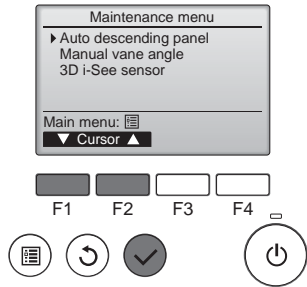 Maintenance menu
Auto descending panel
Manual vane angle
3D i-See sensor
Main menu:
Cursor
F1 F2 F3 F4